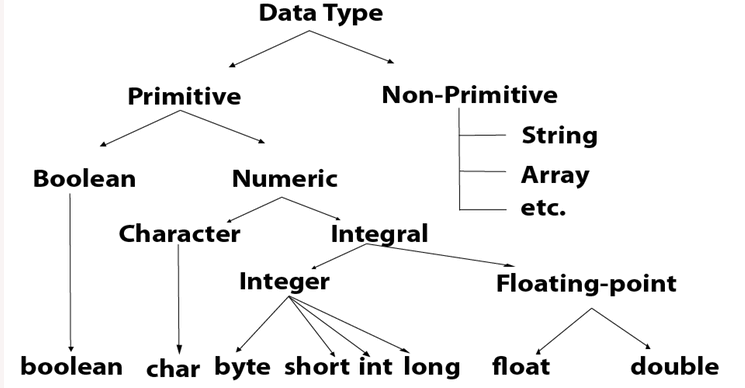 Data Type
Primitive
Non-Primitive
String
Array
etc.
Boolean
Numeric
Character
Integral
Integer
Floating-point
boolean char byte short int long float double